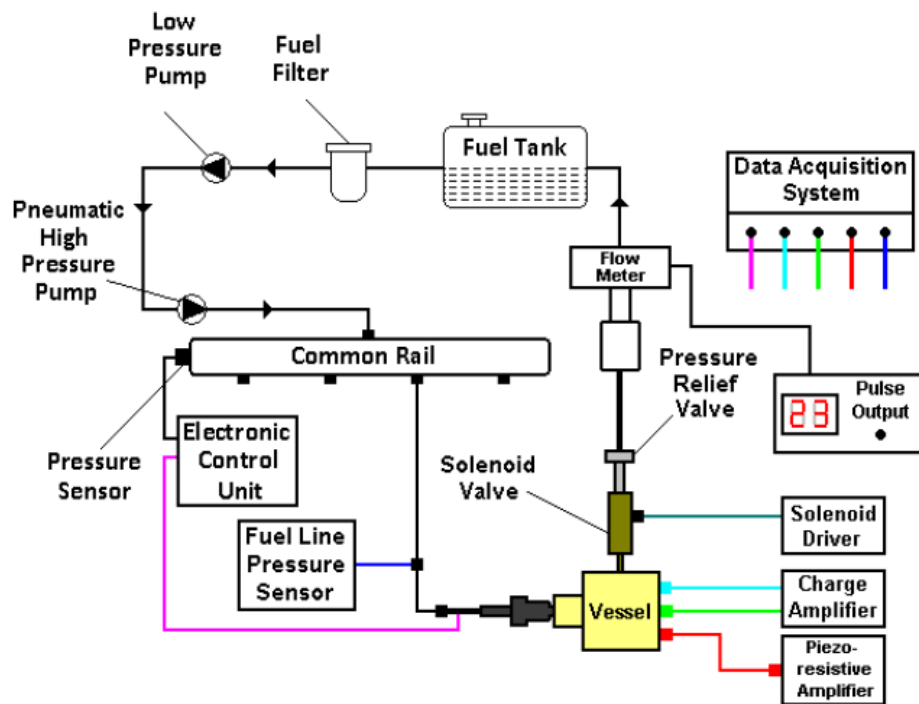 Low
Pressure
Pump
Fuel
Filter
Fuel Tank
Data Acquisition
System
Pneumatic
High
Pressure
Pump
Flow
Meter
Common Rail
Pressure
Relief
Valve
23
Pulse
Output
Electronic
Control
Unit
Pressure
Sensor
Solenoid
Valve
Fuel Line
Pressure
Sensor
Solenoid
Driver
Vessel
Charge
Amplifier
Piezo-
resistive
Amplifier